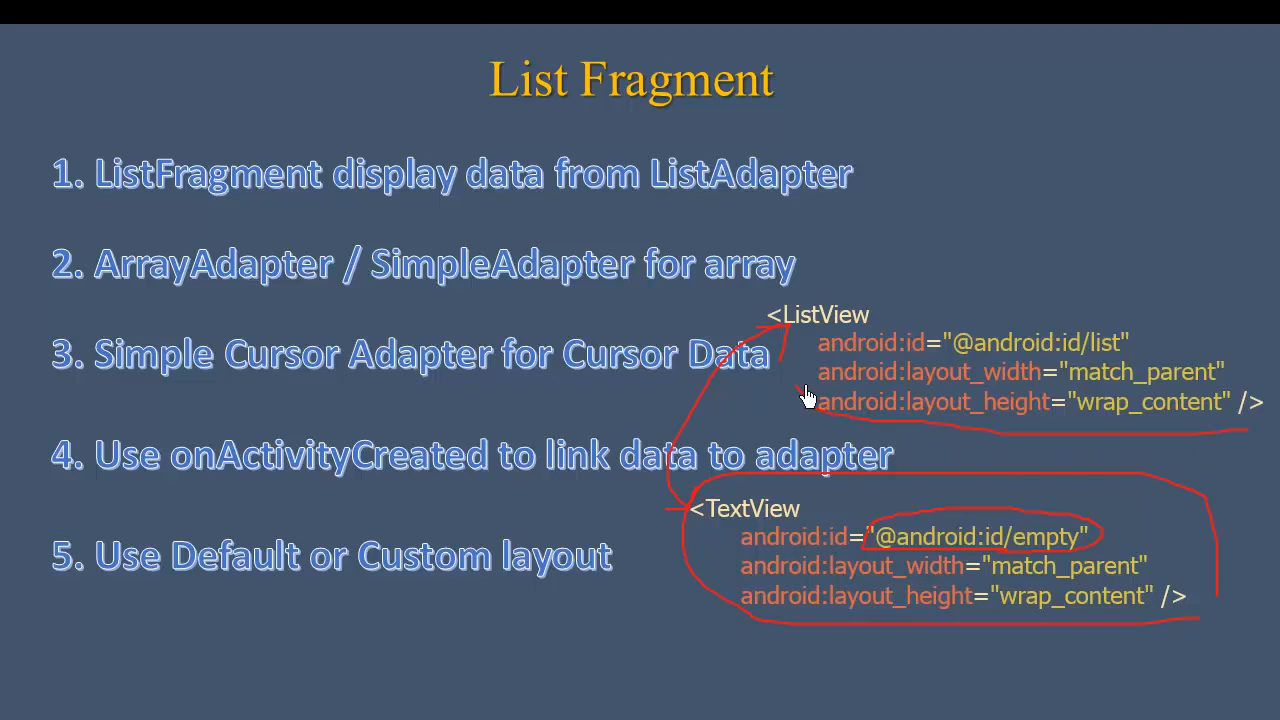 List Fragment
1. ListFragment display data from ListAdapter
2. ArrayAdapter / SimpleAdapter for array
3. Simple Cursor Adapter for Cursor Data
4. Use onActivityCreated to link data to adapter
5. Use Default or Custom layout
<ListView
android:id="@android:id/list"
android:layout_width="match_parent"
android:layout_height="wrap_content" />
<TextView
android:id="@android:id/empty"
android:layout_width="match_parent"
android:layout_height="wrap_content" />